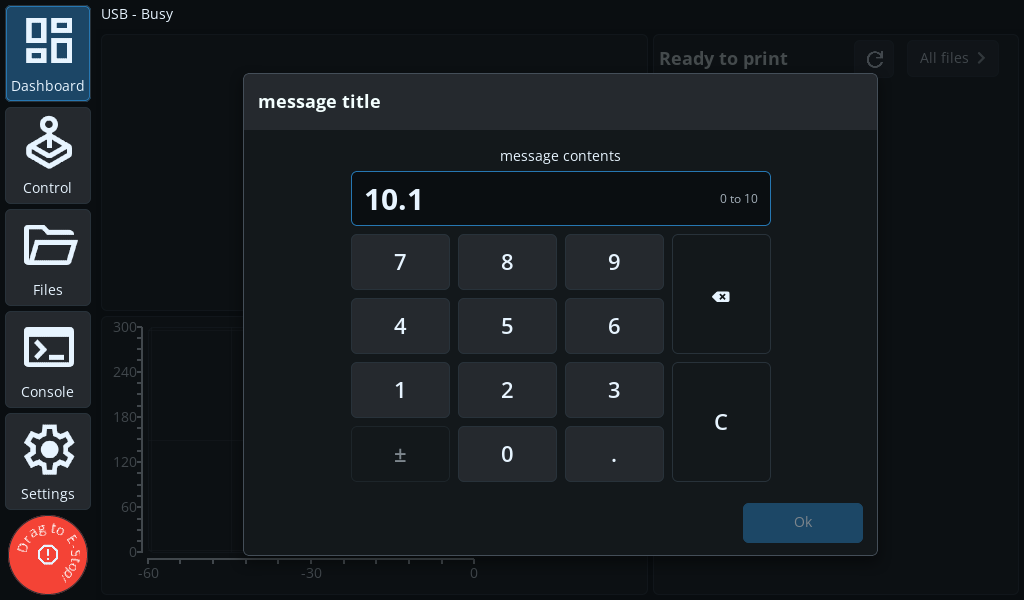 USB - Busy
Dashboard
Control
Files
Console
Settings
Drag to E-Stop!
Ready to print
All files
message title
message contents
10.1
0 to 10
7 8 9
4 5 6
1 2 3
C
± 0 .
Ok
300
240
180
120
60
0
-60 -30 0